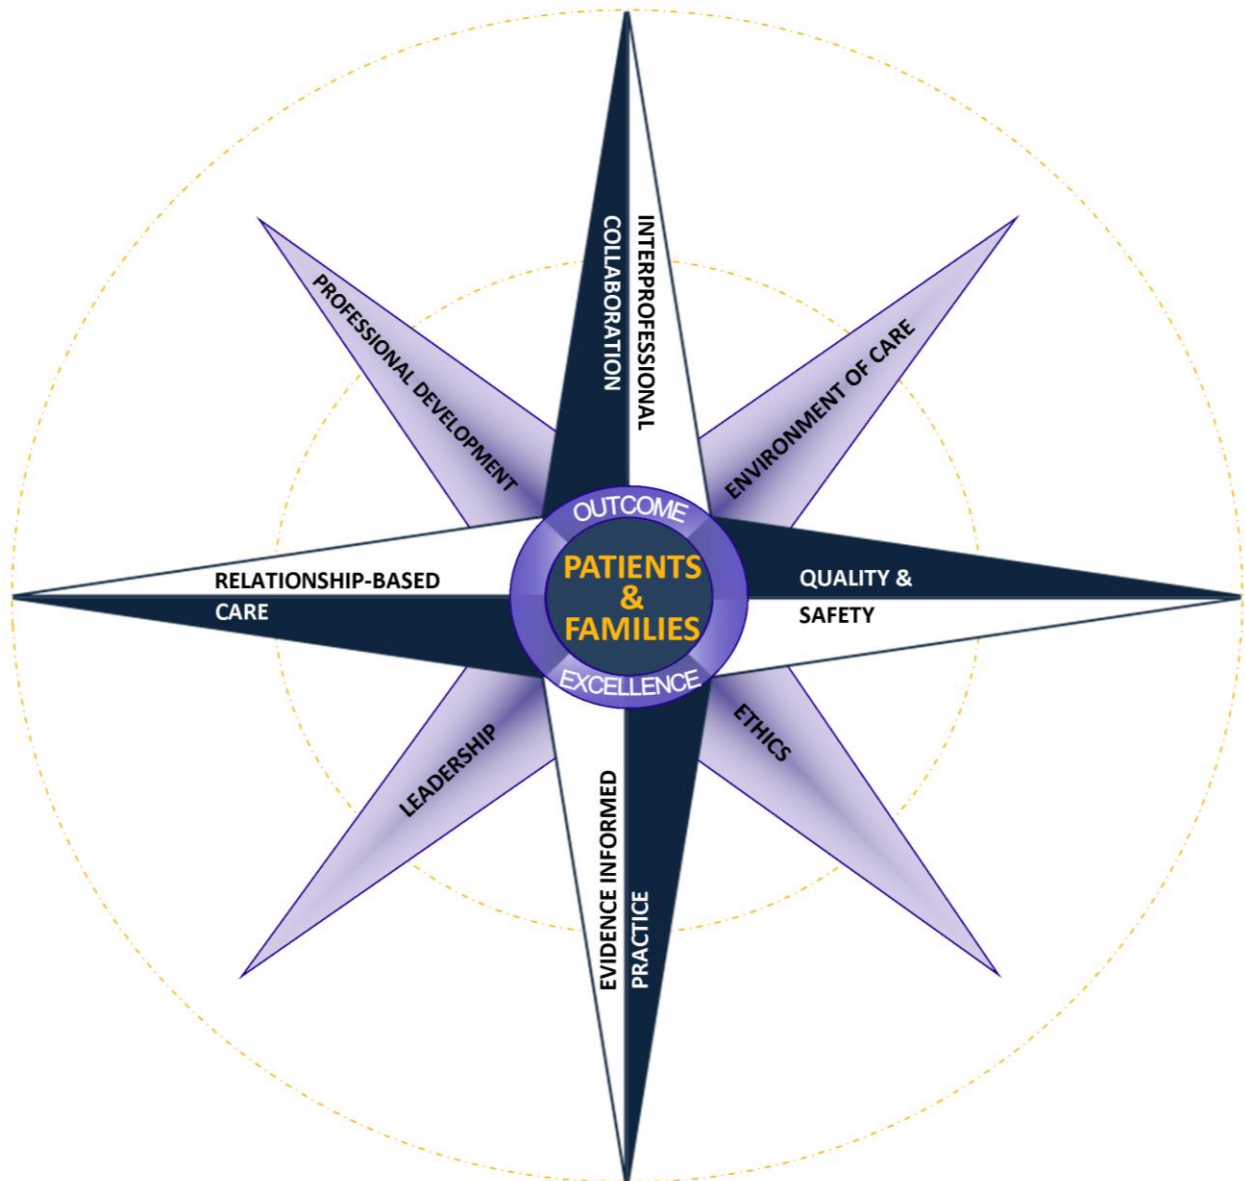 INTERPROFESSIONAL
COLLABORATION
PROFESSIONAL DEVELOPMENT
ENVIRONMENT OF CARE
OUTCOME
PATIENTS
&
FAMILIES
EXCELLENCE
RELATIONSHIP-BASED
CARE
QUALITY &
SAFETY
LEADERSHIP
ETHICS
EVIDENCE INFORMED
PRACTICE